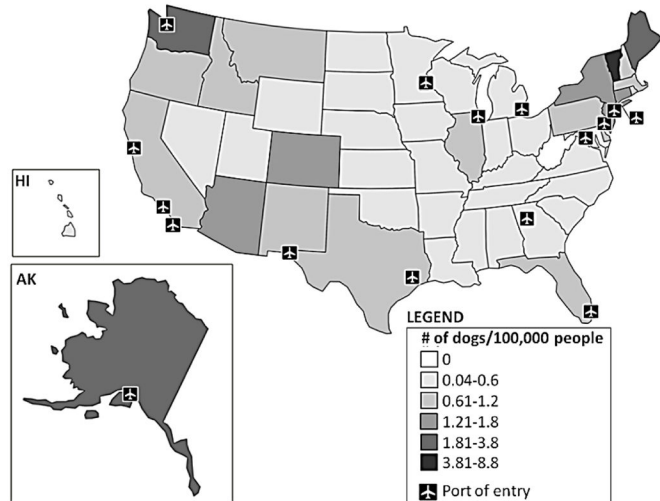 HI
AK
LEGEND
# of dogs/100,000 people
0
0.04-0.6
0.61-1.2
1.21-1.8
1.81-3.8
3.81-8.8
Port of entry